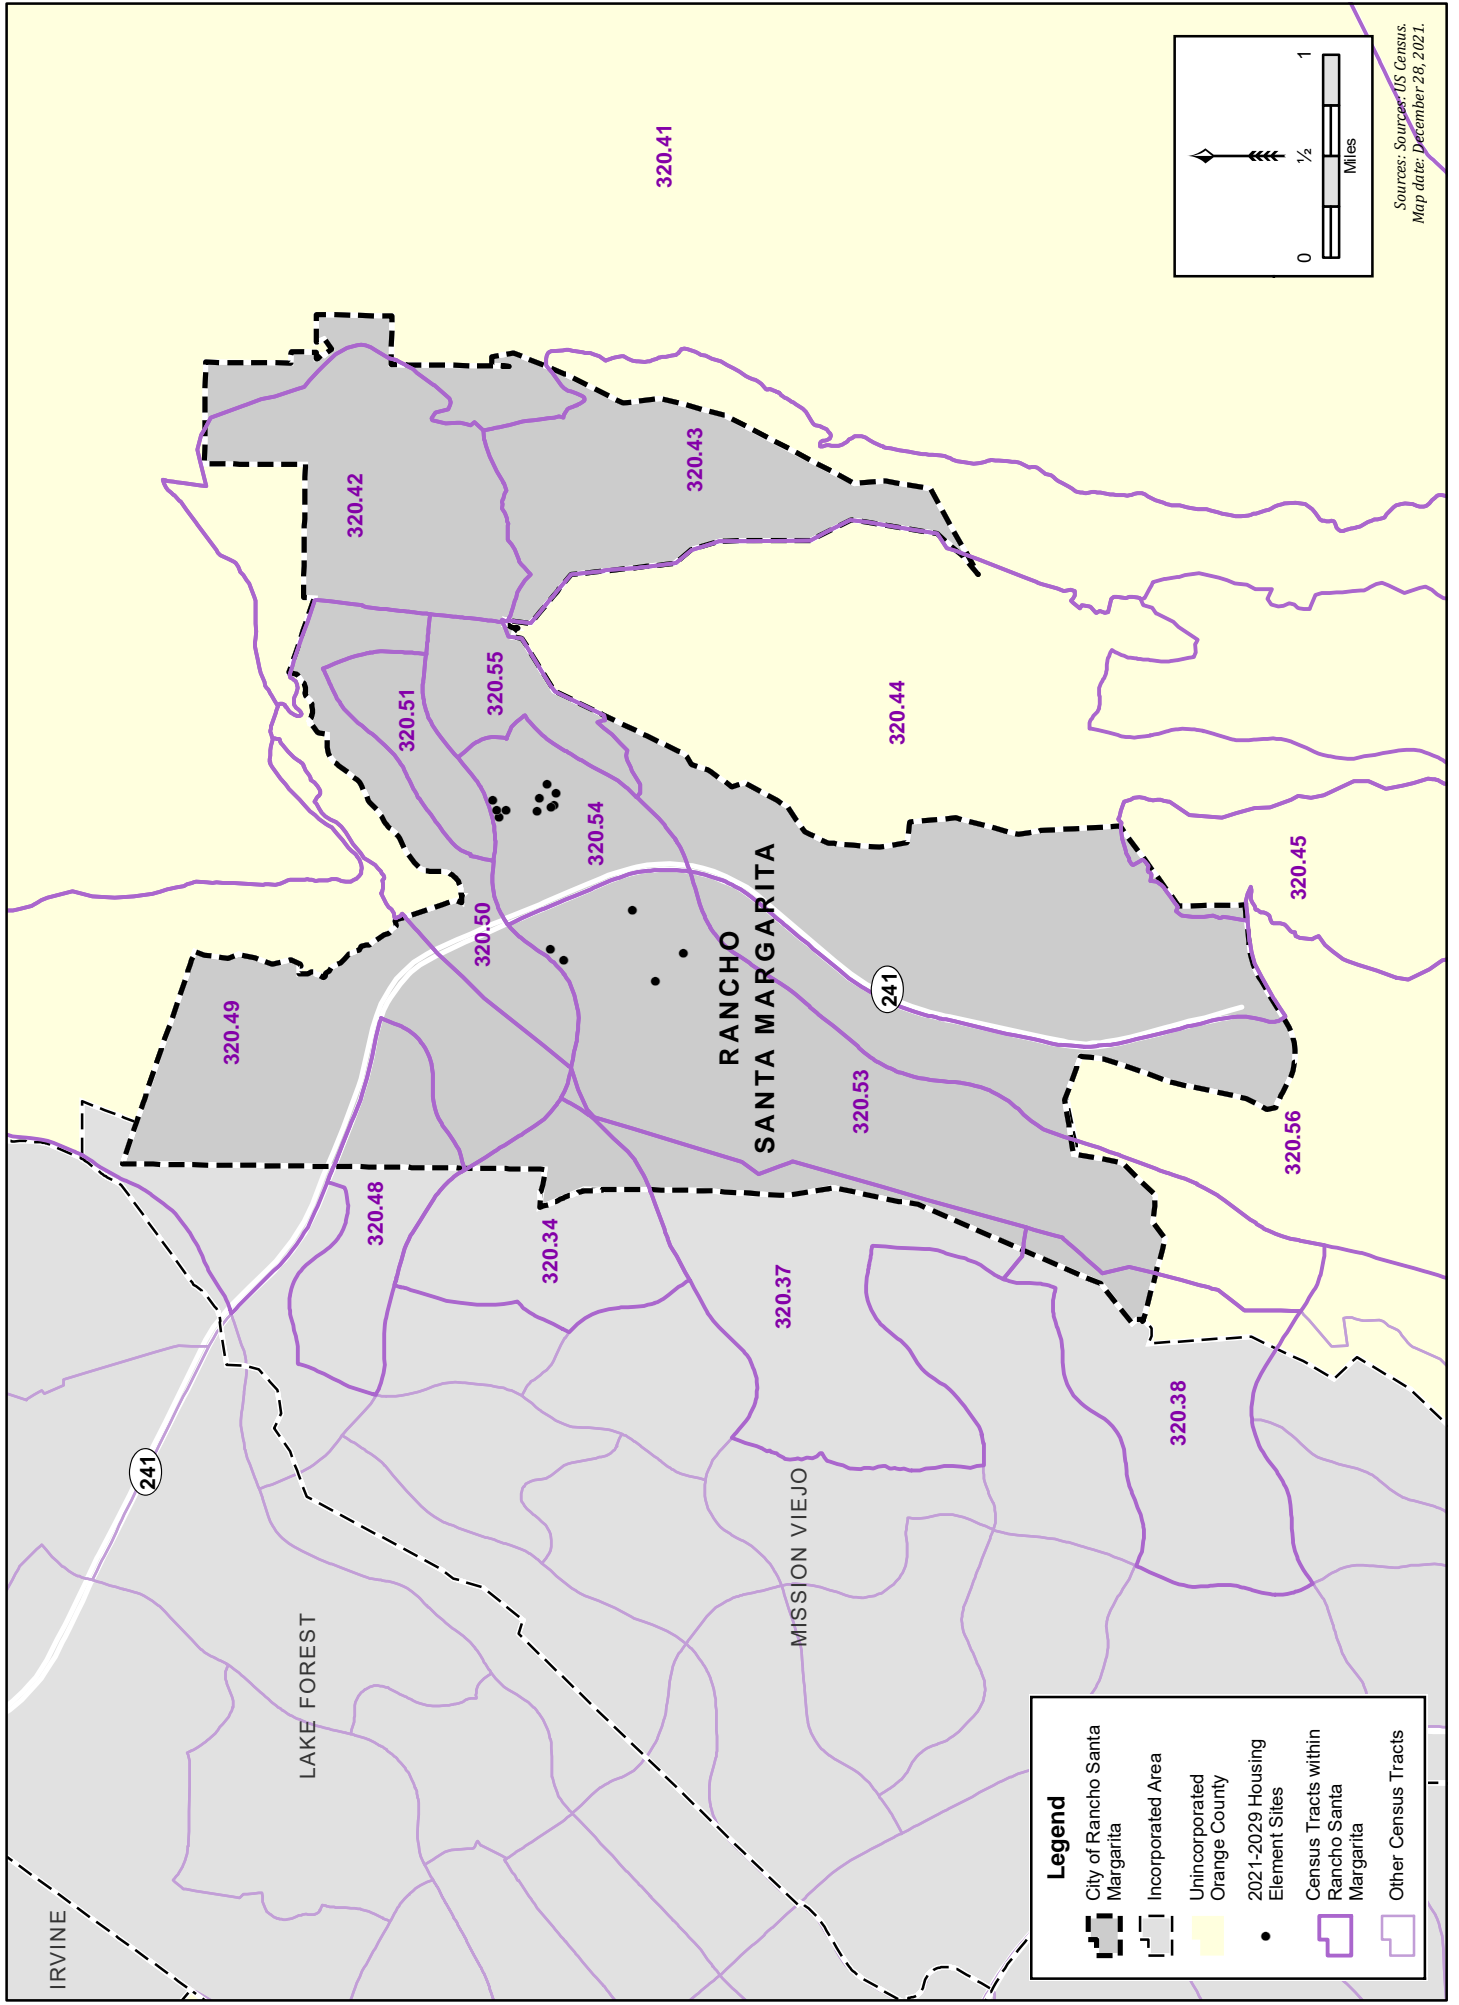 IRVINE
LAKE FOREST
MISSION VIEJO
RANCHO
SANTA MARGARITA
241
241
320.49
320.48
320.34
320.37
320.38
320.50
320.53
320.56
320.54
320.51
320.55
320.42
320.43
320.44
320.45
320.41
Legend
City of Rancho Santa
Margarita
Incorporated Area
Unincorporated
Orange County
2021-2029 Housing
Element Sites
Census Tracts within
Rancho Santa
Margarita
Other Census Tracts
0
½
1
Miles
Sources: Sources: US Census.
Map date: December 28, 2021.